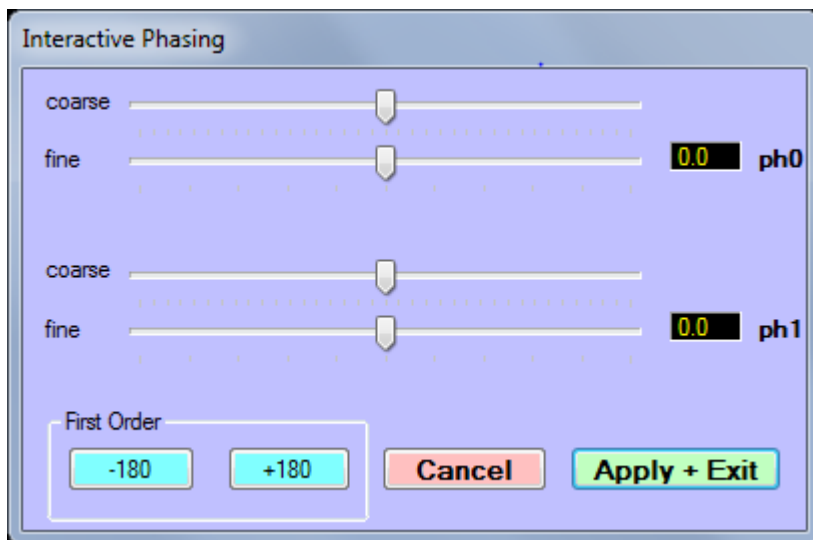 Interactive Phasing
coarse
fine 0.0 ph0
coarse
fine 0.0 ph1
First Order
-180 +180 Cancel Apply + Exit